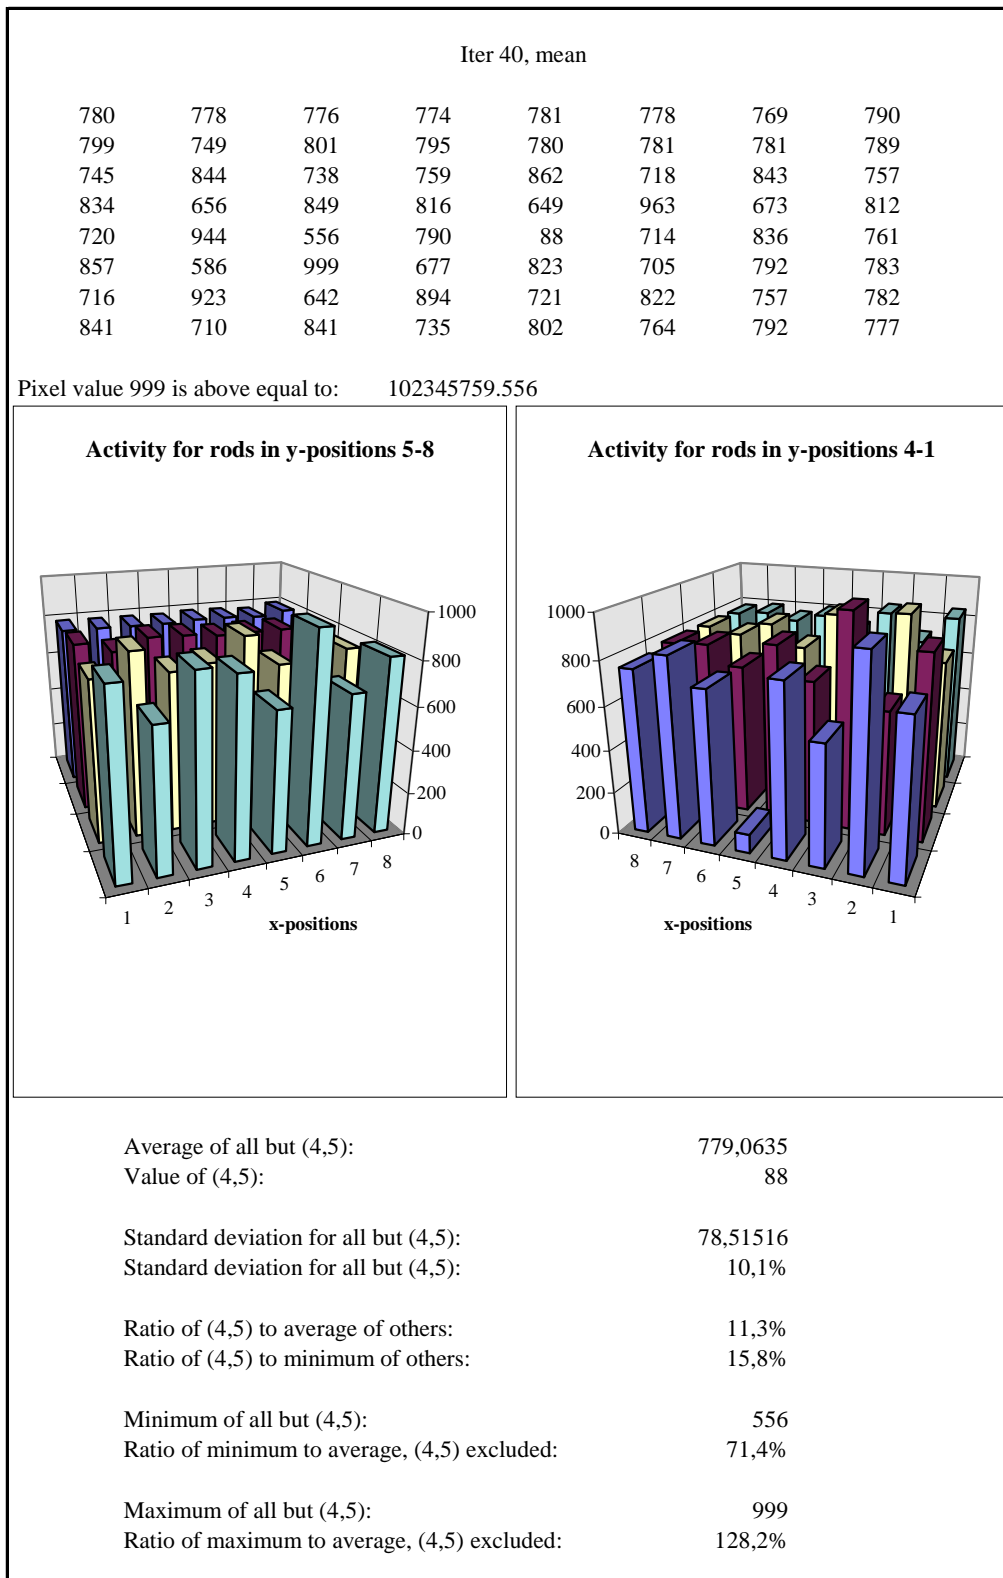 Iter 40, mean
780 778 776 774 781 778 769 790
799 749 801 795 780 781 781 789
745 844 738 759 862 718 843 757
834 656 849 816 649 963 673 812
720 944 556 790 88 714 836 761
857 586 999 677 823 705 792 783
716 923 642 894 721 822 757 782
841 710 841 735 802 764 792 777
Pixel value 999 is above equal to: 102345759.556
Activity for rods in y-positions 5-8
1000
800
600
400
200
0
1 2 3 4 5 6 7 8
x-positions
Activity for rods in y-positions 4-1
1000
800
600
400
200
0
8 7 6 5 4 3 2 1
x-positions
Average of all but (4,5): 779,0635
Value of (4,5): 88
Standard deviation for all but (4,5): 78,51516
Standard deviation for all but (4,5): 10,1%
Ratio of (4,5) to average of others: 11,3%
Ratio of (4,5) to minimum of others: 15,8%
Minimum of all but (4,5): 556
Ratio of minimum to average, (4,5) excluded: 71,4%
Maximum of all but (4,5): 999
Ratio of maximum to average, (4,5) excluded: 128,2%